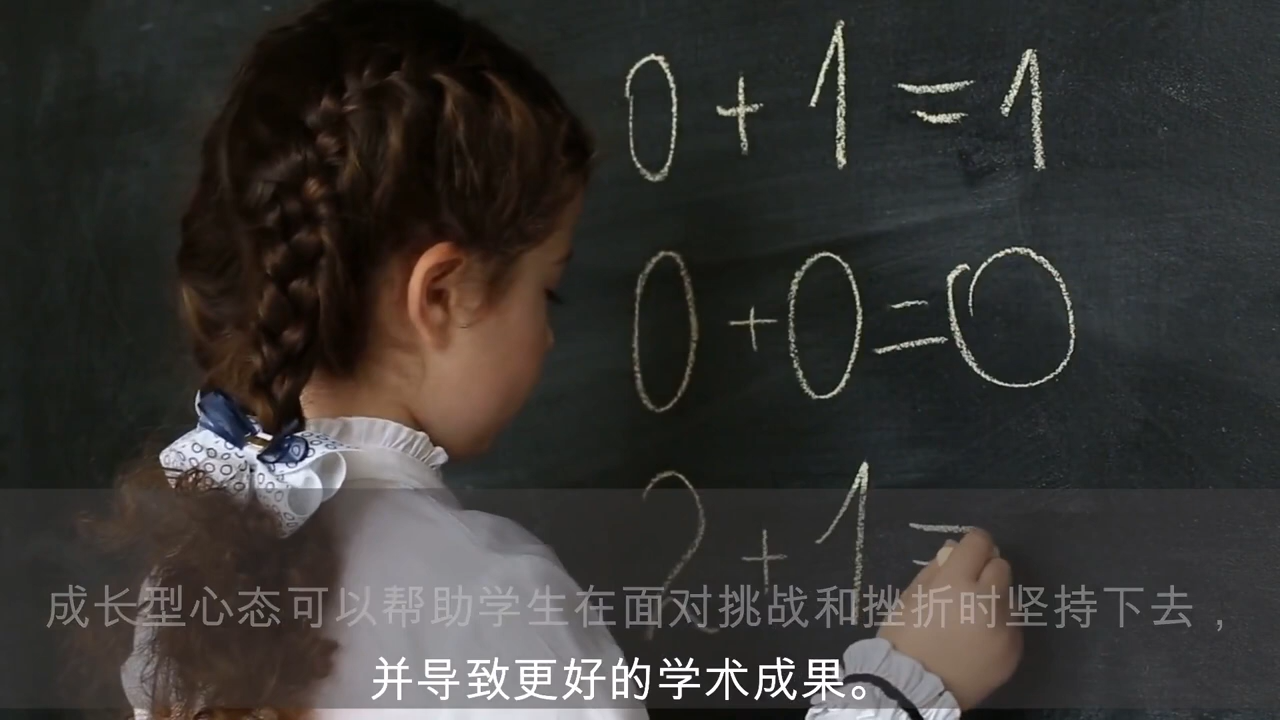 0 + 1 = 1
0 + 0 = 0
2 + 1 =
成长型心态可以帮助学生在面对挑战和挫折时坚持下去，
并导致更好的学术成果。